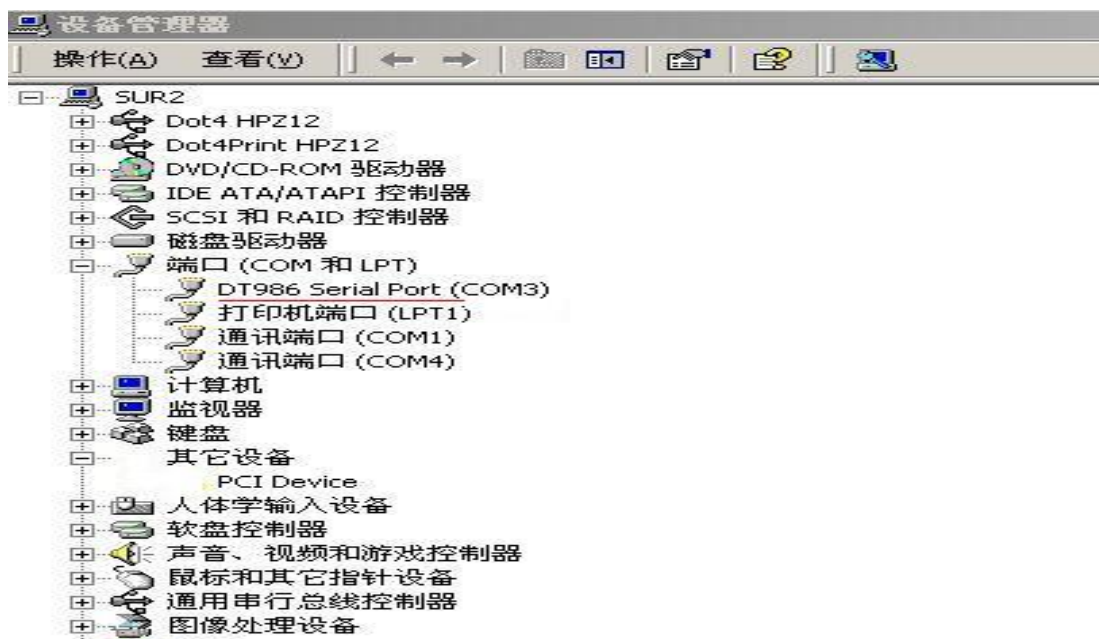 设备管理器
操作(A) 查看(V)
SUR2
Dot4 HPZ12
Dot4Print HPZ12
DVD/CD-ROM 驱动器
IDE ATA/ATAPI 控制器
SCSI 和 RAID 控制器
磁盘驱动器
端口 (COM 和 LPT)
DT986 Serial Port (COM3)
打印机端口 (LPT1)
通讯端口 (COM1)
通讯端口 (COM4)
计算机
监视器
键盘
其它设备
PCI Device
人体学输入设备
软盘控制器
声音、视频和游戏控制器
鼠标和其它指针设备
通用串行总线控制器
图像处理设备